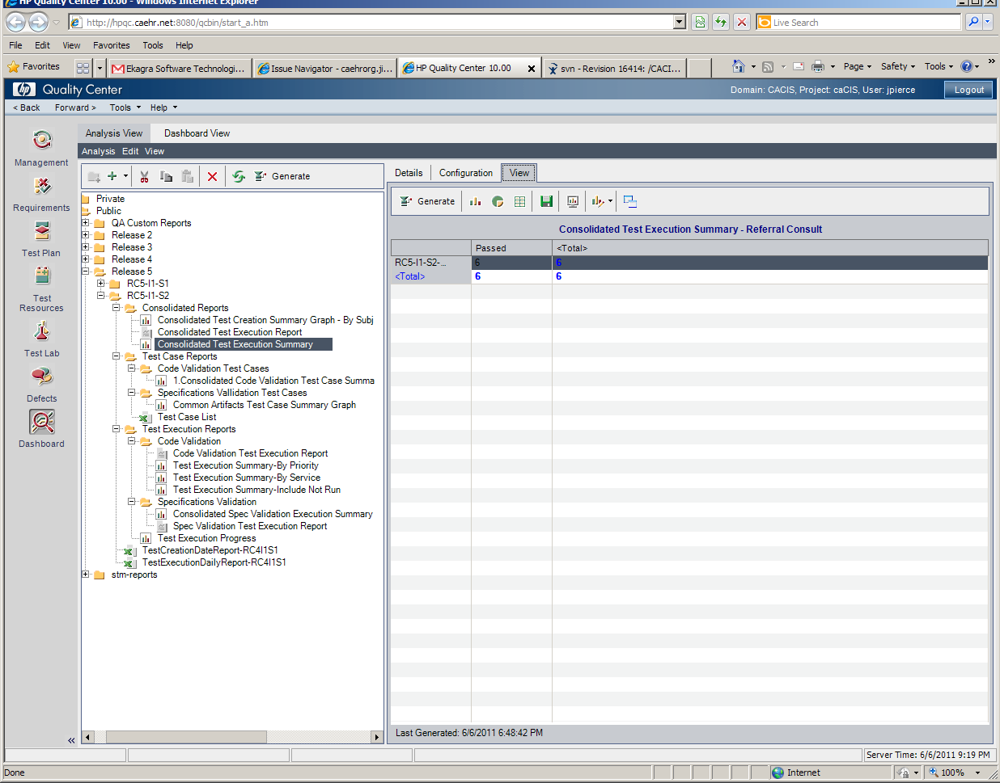 HP Quality Center 10.00 - Windows Internet Explorer
http://hpqc.caehr.net:8080/qcbin/start_a.htm
Live Search
File Edit View Favorites Tools Help
Favorites
Ekagra Software Technologi...
Issue Navigator - caehrorg.ji...
HP Quality Center 10.00
svn - Revision 16414: /CACI...
Page Safety Tools
hp Quality Center
Domain: CACIS, Project: caCIS, User: jpierce
Logout
< Back Forward > Tools Help
Management
Requirements
Test Plan
Test
Resources
Test Lab
Defects
Dashboard
Analysis View Dashboard View
Analysis Edit View
Generate
Private
Public
QA Custom Reports
Release 2
Release 3
Release 4
Release 5
RC5-I1-S1
RC5-I1-S2
Consolidated Reports
Consolidated Test Creation Summary Graph - By Subj
Consolidated Test Execution Report
Consolidated Test Execution Summary
Test Case Reports
Code Validation Test Cases
1.Consolidated Code Validation Test Case Summa
Specifications Vallidation Test Cases
Common Artifacts Test Case Summary Graph
Test Case List
Test Execution Reports
Code Validation
Code Validation Test Execution Report
Test Execution Summary-By Priority
Test Execution Summary-By Service
Test Execution Summary-Include Not Run
Specifications Validation
Consolidated Spec Validation Execution Summary
Spec Validation Test Execution Report
Test Execution Progress
TestCreationDateReport-RC4I1S1
TestExecutionDailyReport-RC4I1S1
stm-reports
Details Configuration View
Generate
Consolidated Test Execution Summary - Referral Consult
Passed <Total>
RC5-I1-S2-... 6 6
<Total> 6 6
Last Generated: 6/6/2011 6:48:42 PM
Server Time: 6/6/2011 9:19 PM
Done
Internet
100%